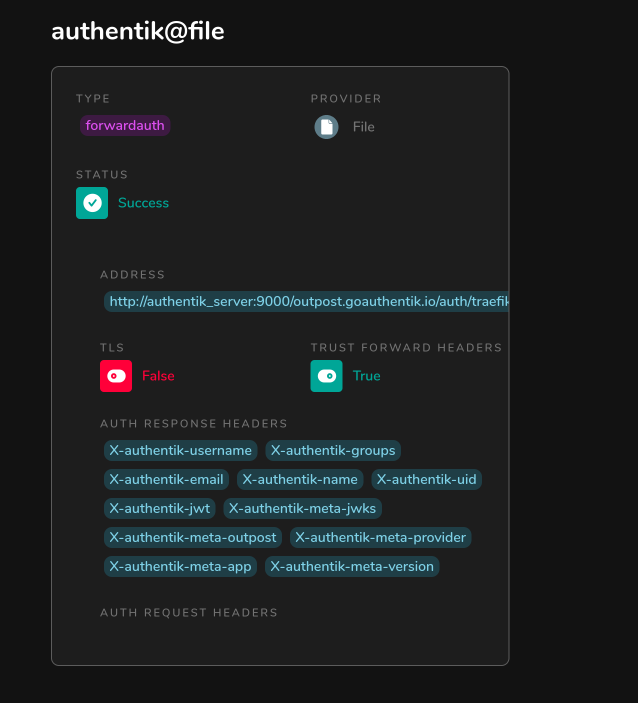 authentik@file
TYPE PROVIDER
forwardauth File
STATUS
Success
ADDRESS
http://authentik_server:9000/outpost.goauthentik.io/auth/traefik
TLS TRUST FORWARD HEADERS
False True
AUTH RESPONSE HEADERS
X-authentik-username X-authentik-groups
X-authentik-email X-authentik-name X-authentik-uid
X-authentik-jwt X-authentik-meta-jwks
X-authentik-meta-outpost X-authentik-meta-provider
X-authentik-meta-app X-authentik-meta-version
AUTH REQUEST HEADERS